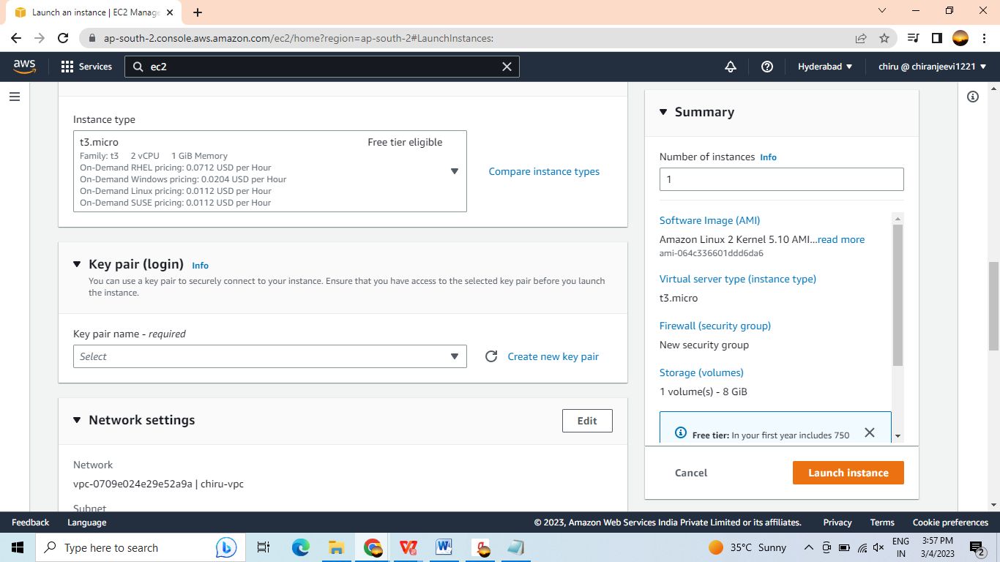 Launch an instance | EC2 Manage
ap-south-2.console.aws.amazon.com/ec2/home?region=ap-south-2#LaunchInstances:
aws
Services
ec2
Hyderabad
chiru @ chiranjeevi1221
Instance type
t3.micro
Free tier eligible
Family: t3 2 vCPU 1 GiB Memory
On-Demand RHEL pricing: 0.0712 USD per Hour
On-Demand Windows pricing: 0.0204 USD per Hour
On-Demand Linux pricing: 0.0112 USD per Hour
On-Demand SUSE pricing: 0.0112 USD per Hour
Compare instance types
Key pair (login) Info
You can use a key pair to securely connect to your instance. Ensure that you have access to the selected key pair before you launch
the instance.
Key pair name - required
Select
Create new key pair
Network settings
Edit
Network
vpc-0709e024e29e52a9a | chiru-vpc
Subnet
Summary
Number of instances Info
1
Software Image (AMI)
Amazon Linux 2 Kernel 5.10 AMI...read more
ami-064c336601ddd6da6
Virtual server type (instance type)
t3.micro
Firewall (security group)
New security group
Storage (volumes)
1 volume(s) - 8 GiB
Free tier: In your first year includes 750
Cancel
Launch instance
Feedback
Language
© 2023, Amazon Web Services India Private Limited or its affiliates.
Privacy
Terms
Cookie preferences
Type here to search
35°C Sunny
ENG
IN
3:57 PM
3/4/2023
2